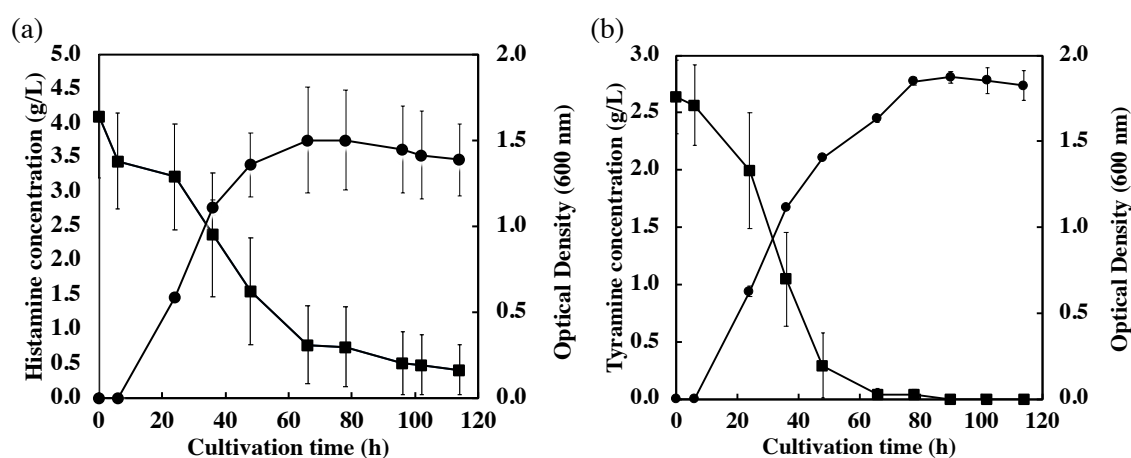 (a)
Histamine concentration (g/L)
5.0
4.5
4.0
3.5
3.0
2.5
2.0
1.5
1.0
0.5
0.0
0 20 40 60 80 100 120
Cultivation time (h)
2.0
1.5
1.0
0.5
0.0
Optical Density (600 nm)
(b)
Tyramine concentration (g/L)
3.0
2.5
2.0
1.5
1.0
0.5
0.0
0 20 40 60 80 100 120
Cultivation time (h)
2.0
1.5
1.0
0.5
0.0
Optical Density (600 nm)